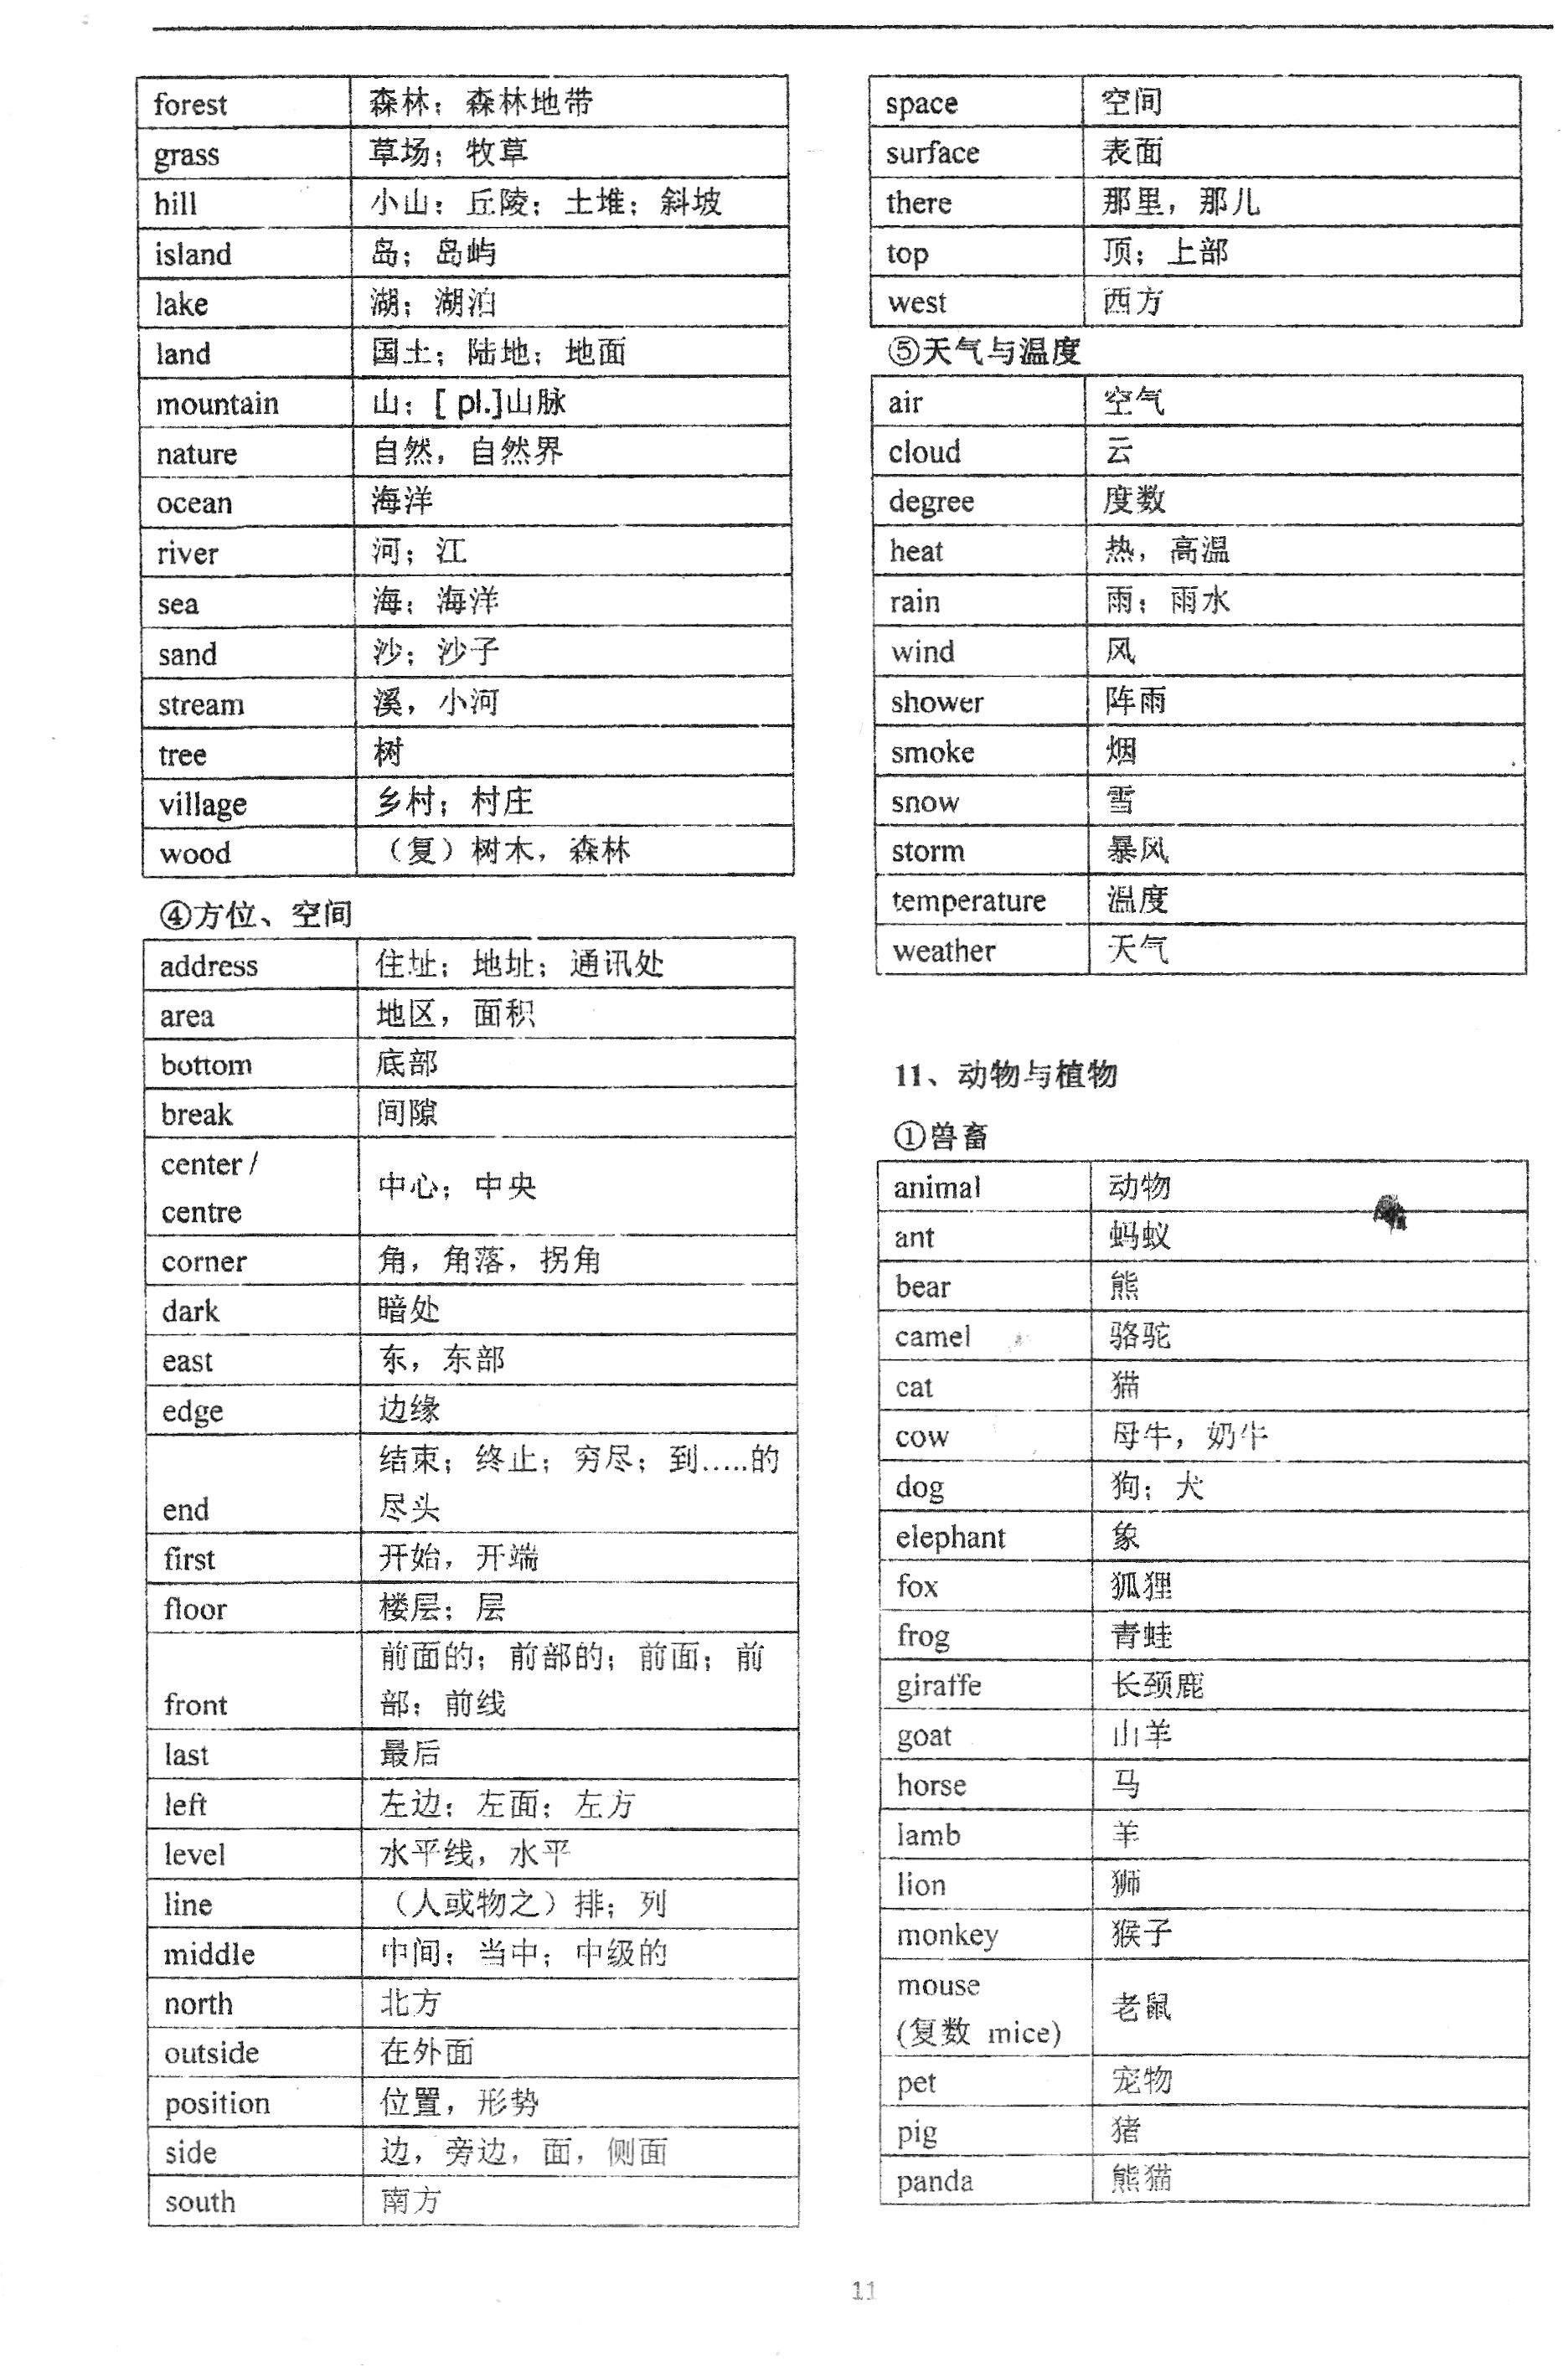 forest 森林；森林地带
grass 草场；牧草
hill 小山；丘陵；土堆；斜坡
island 岛；岛屿
lake 湖；湖泊
land 国土；陆地；地面
mountain 山；[ pl.]山脉
nature 自然，自然界
ocean 海洋
river 河；江
sea 海；海洋
sand 沙；沙子
stream 溪，小河
tree 树
village 乡村；村庄
wood （复）树木，森林
④方位、空间
address 住址；地址；通讯处
area 地区，面积
bottom 底部
break 间隙
center /
centre 中心；中央
corner 角，角落，拐角
dark 暗处
east 东，东部
edge 边缘
end 结束；终止；穷尽；到.....的
尽头
first 开始，开端
floor 楼层；层
front 前面的；前部的；前面；前
部；前线
last 最后
left 左边；左面；左方
level 水平线，水平
line （人或物之）排；列
middle 中间；当中；中级的
north 北方
outside 在外面
position 位置，形势
side 边，旁边，面，侧面
south 南方
space 空间
surface 表面
there 那里，那儿
top 顶；上部
west 西方
⑤天气与温度
air 空气
cloud 云
degree 度数
heat 热，高温
rain 雨；雨水
wind 风
shower 阵雨
smoke 烟
snow 雪
storm 暴风
temperature 温度
weather 天气
11、动物与植物
①兽畜
animal 动物
ant 蚂蚁
bear 熊
camel 骆驼
cat 猫
cow 母牛，奶牛
dog 狗；犬
elephant 象
fox 狐狸
frog 青蛙
giraffe 长颈鹿
goat 山羊
horse 马
lamb 羊
lion 狮
monkey 猴子
mouse
(复数 mice) 老鼠
pet 宠物
pig 猪
panda 熊猫
11